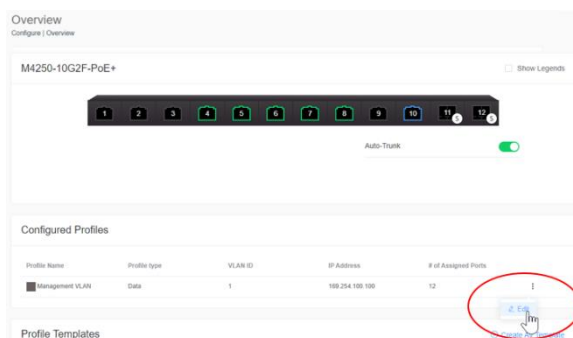 Overview
Configure | Overview
M4250-10G2F-PoE+
Show Legends
1 2 3 4 5 6 7 8 9 10 11 S 12 S
Auto-Trunk
Configured Profiles
Profile Name Profile type VLAN ID IP Address # of Assigned Ports
Management VLAN Data 1 169.254.100.100 12
Edit
Profile Templates
Create A Template